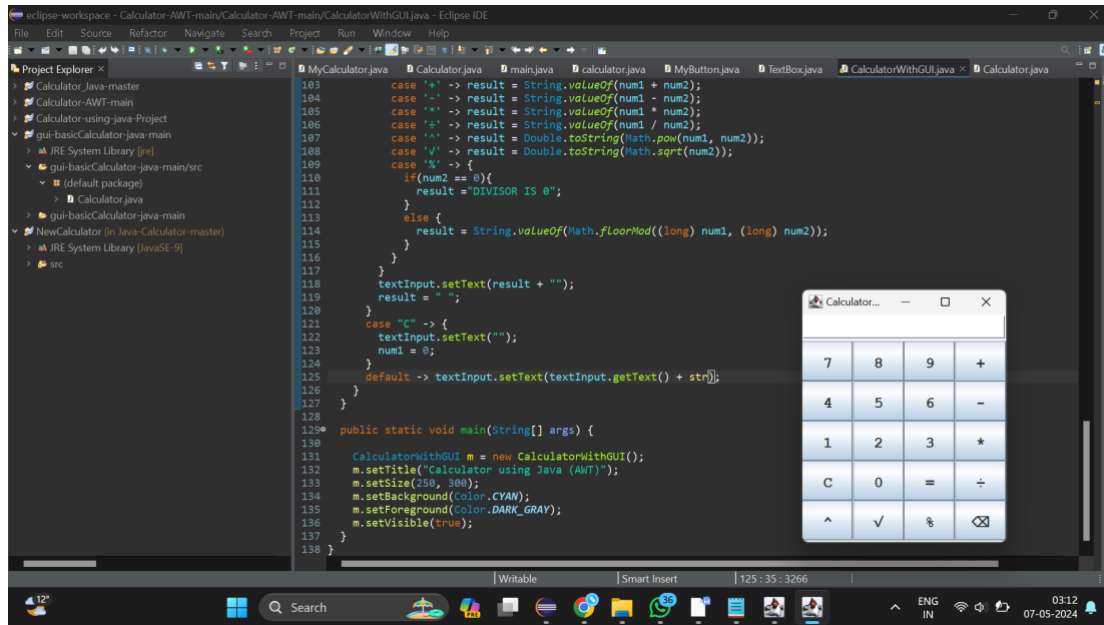 eclipse-workspace - Calculator-AWT-main/Calculator-AWT-main/CalculatorWithGUI.java - Eclipse IDE
File Edit Source Refactor Navigate Search Project Run Window Help
Project Explorer
MyCalculator.java Calculator.java main.java calculator.java MyButton.java TextBox.java CalculatorWithGUI.java Calculator.java
Calculator_Java-master
Calculator-AWT-main
Calculator-using-java-Project
gui-basicCalculator-java-main
JRE System Library [jre]
gui-basicCalculator-java-main/src
(default package)
Calculator.java
gui-basicCalculator-java-main
NewCalculator (in Java-Calculator-master)
JRE System Library [JavaSE-9]
src
103 case '+' -> result = String.valueOf(num1 + num2);
104 case '-' -> result = String.valueOf(num1 - num2);
105 case '*' -> result = String.valueOf(num1 * num2);
106 case '÷' -> result = String.valueOf(num1 / num2);
107 case '^' -> result = Double.toString(Math.pow(num1, num2));
108 case '√' -> result = Double.toString(Math.sqrt(num2));
109 case '%' -> {
110 if(num2 == 0){
111 result ="DIVISOR IS 0";
112 }
113 else {
114 result = String.valueOf(Math.floorMod((long) num1, (long) num2));
115 }
116 }
117 }
118 textInput.setText(result + "");
119 result = " ";
120 }
121 case "C" -> {
122 textInput.setText("");
123 num1 = 0;
124 }
125 default -> textInput.setText(textInput.getText() + str);
126 }
127 }
128
129 public static void main(String[] args) {
130
131 CalculatorWithGUI m = new CalculatorWithGUI();
132 m.setTitle("Calculator using Java (AWT)");
133 m.setSize(250, 300);
134 m.setBackground(Color.CYAN);
135 m.setForeground(Color.DARK_GRAY);
136 m.setVisible(true);
137 }
138 }
Calculator...
7 8 9 +
4 5 6 -
1 2 3 *
C 0 = ÷
^ √ % ⌫
Writable Smart Insert 125 : 35 : 3266
12°
Search
PRE
36
ENG
IN
03:12
07-05-2024